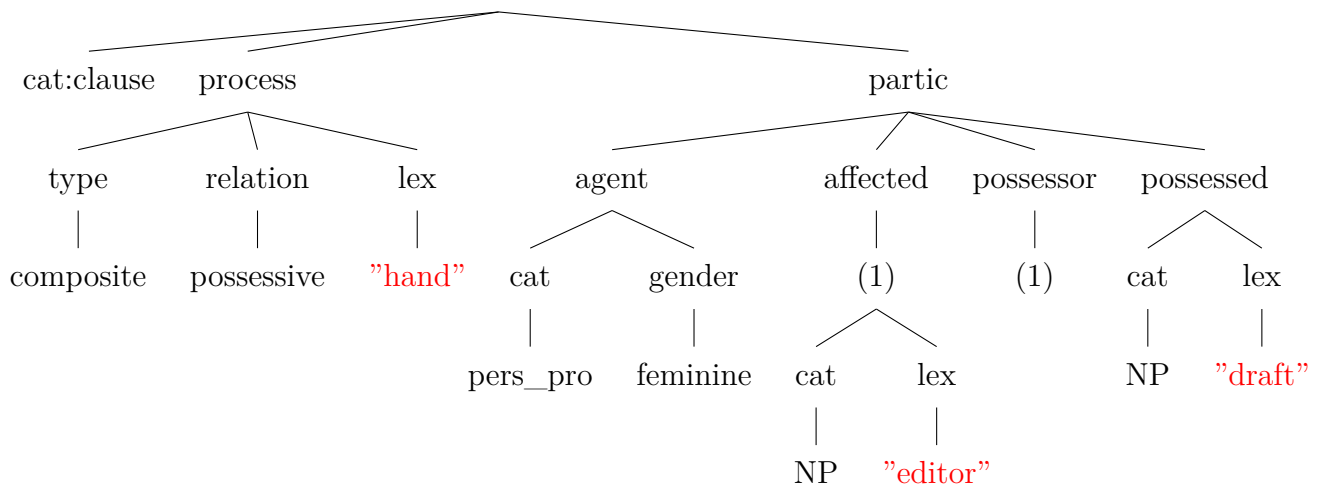 cat:clause process partic
type relation lex agent affected possessor possessed
composite possessive ”hand” cat gender (1) (1) cat lex
pers_pro feminine cat lex NP ”draft”
NP ”editor”